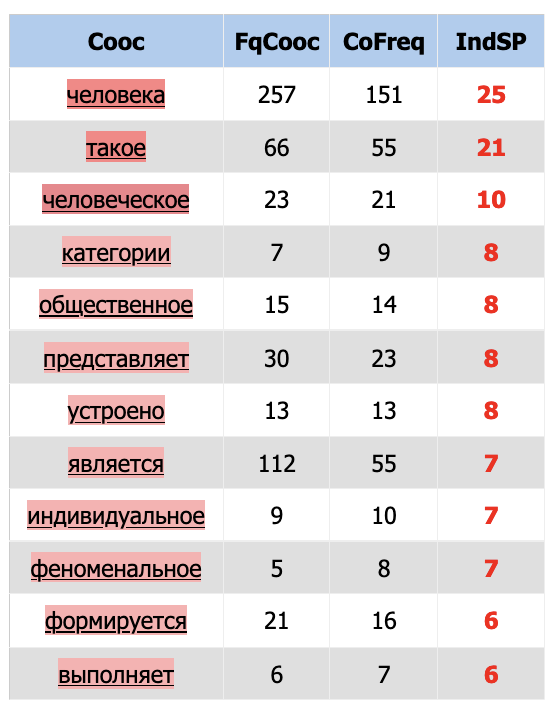 Cooc FqCooc CoFreq IndSP
человека 257 151 25
такое 66 55 21
человеческое 23 21 10
категории 7 9 8
общественное 15 14 8
представляет 30 23 8
устроено 13 13 8
является 112 55 7
индивидуальное 9 10 7
феноменальное 5 8 7
формируется 21 16 6
выполняет 6 7 6